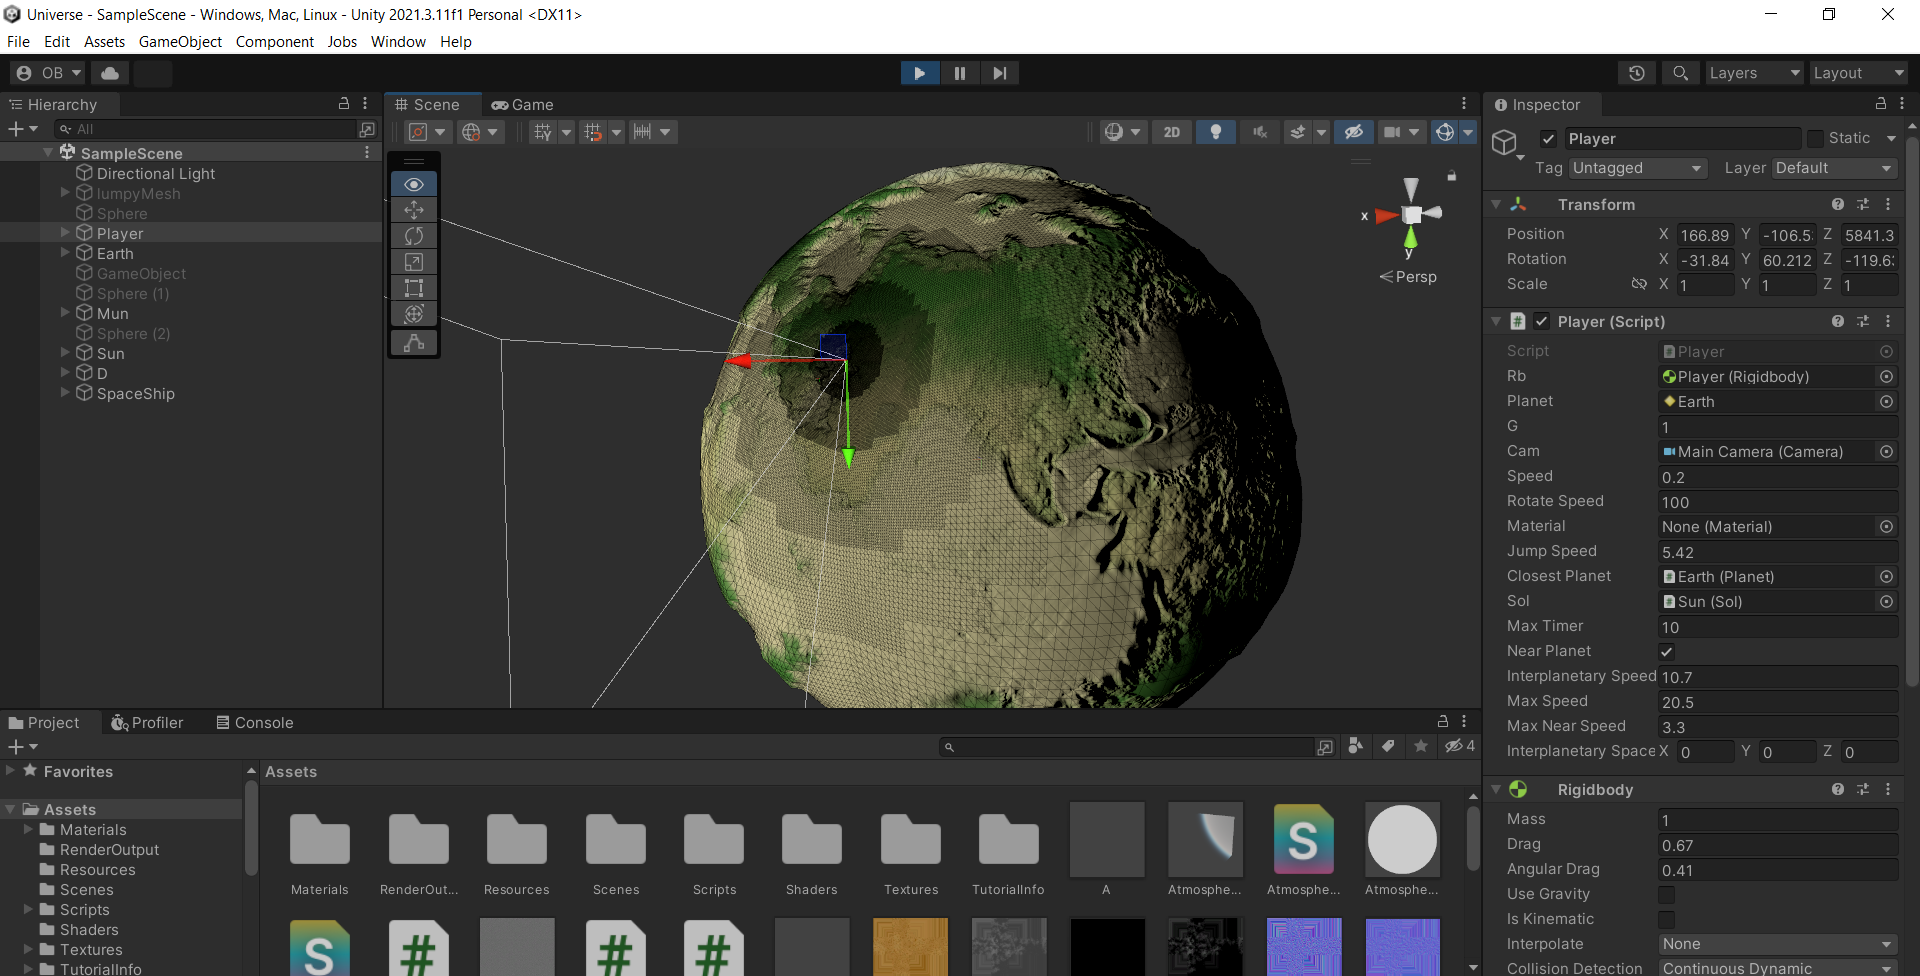 Universe - SampleScene - Windows, Mac, Linux - Unity 2021.3.11f1 Personal <DX11>
File Edit Assets GameObject Component Jobs Window Help
OB
Layers
Layout
Hierarchy
All
SampleScene
Directional Light
lumpyMesh
Sphere
Player
Earth
GameObject
Sphere (1)
Mun
Sphere (2)
Sun
D
SpaceShip
Scene
Game
2D
x
y
Persp
Inspector
Player
Static
Tag Untagged Layer Default
Transform
Position X 166.89 Y -106.5 Z 5841.3
Rotation X -31.84 Y 60.212 Z -119.6
Scale X 1 Y 1 Z 1
# Player (Script)
Script Player
Rb Player (Rigidbody)
Planet Earth
G 1
Cam Main Camera (Camera)
Speed 0.2
Rotate Speed 100
Material None (Material)
Jump Speed 5.42
Closest Planet Earth (Planet)
Sol Sun (Sol)
Max Timer 10
Near Planet
Interplanetary Speed 10.7
Max Speed 20.5
Max Near Speed 3.3
Interplanetary Space X 0 Y 0 Z 0
Rigidbody
Mass 1
Drag 0.67
Angular Drag 0.41
Use Gravity
Is Kinematic
Interpolate None
Collision Detection Continuous Dynamic
Project
Profiler
Console
4
Favorites
Assets
Materials
RenderOutput
Resources
Scenes
Scripts
Shaders
Textures
TutorialInfo
Assets
S
Materials RenderOut... Resources Scenes Scripts Shaders Textures TutorialInfo A Atmosphe... Atmosphe... Atmosphe...
S # # #